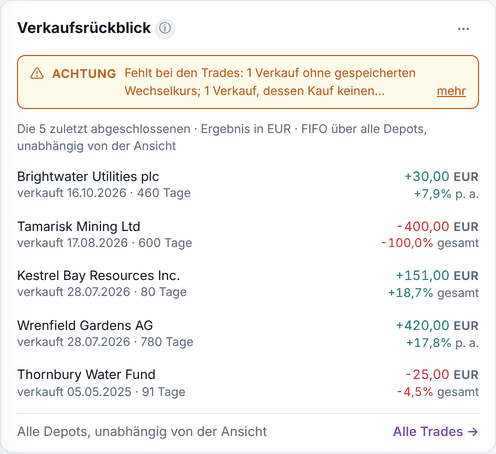 Verkaufsrückblick ⓘ ···
ACHTUNG Fehlt bei den Trades: 1 Verkauf ohne gespeicherten
Wechselkurs; 1 Verkauf, dessen Kauf keinen... mehr
Die 5 zuletzt abgeschlossenen · Ergebnis in EUR · FIFO über alle Depots,
unabhängig von der Ansicht
Brightwater Utilities plc +30,00 EUR
verkauft 16.10.2026 · 460 Tage +7,9% p. a.
Tamarisk Mining Ltd -400,00 EUR
verkauft 17.08.2026 · 600 Tage -100,0% gesamt
Kestrel Bay Resources Inc. +151,00 EUR
verkauft 28.07.2026 · 80 Tage +18,7% gesamt
Wrenfield Gardens AG +420,00 EUR
verkauft 28.07.2026 · 780 Tage +17,8% p. a.
Thornbury Water Fund -25,00 EUR
verkauft 05.05.2025 · 91 Tage -4,5% gesamt
Alle Depots, unabhängig von der Ansicht Alle Trades →